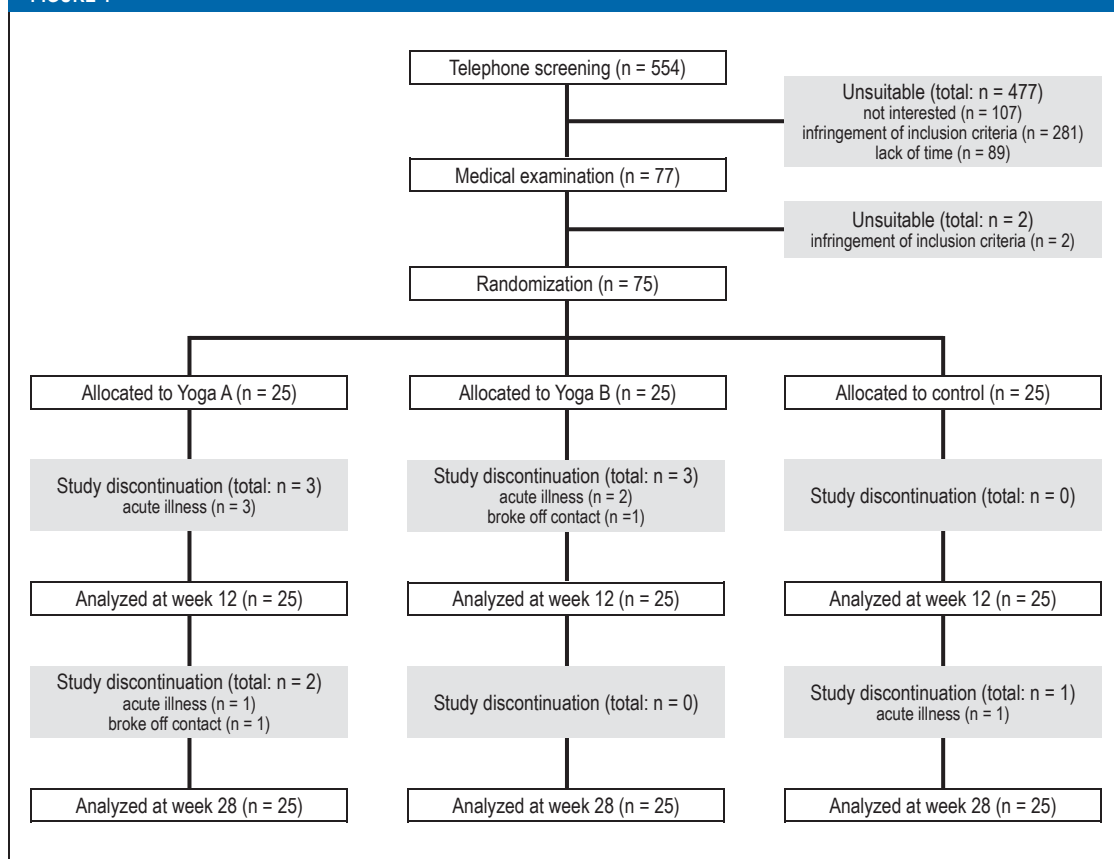 Telephone screening (n = 554)
Unsuitable (total: n = 477)
not interested (n = 107)
infringement of inclusion criteria (n = 281)
lack of time (n = 89)
Medical examination (n = 77)
Unsuitable (total: n = 2)
infringement of inclusion criteria (n = 2)
Randomization (n = 75)
Allocated to Yoga A (n = 25)
Allocated to Yoga B (n = 25)
Allocated to control (n = 25)
Study discontinuation (total: n = 3)
acute illness (n = 3)
Study discontinuation (total: n = 3)
acute illness (n = 2)
broke off contact (n =1)
Study discontinuation (total: n = 0)
Analyzed at week 12 (n = 25)
Analyzed at week 12 (n = 25)
Analyzed at week 12 (n = 25)
Study discontinuation (total: n = 2)
acute illness (n = 1)
broke off contact (n = 1)
Study discontinuation (total: n = 0)
Study discontinuation (total: n = 1)
acute illness (n = 1)
Analyzed at week 28 (n = 25)
Analyzed at week 28 (n = 25)
Analyzed at week 28 (n = 25)